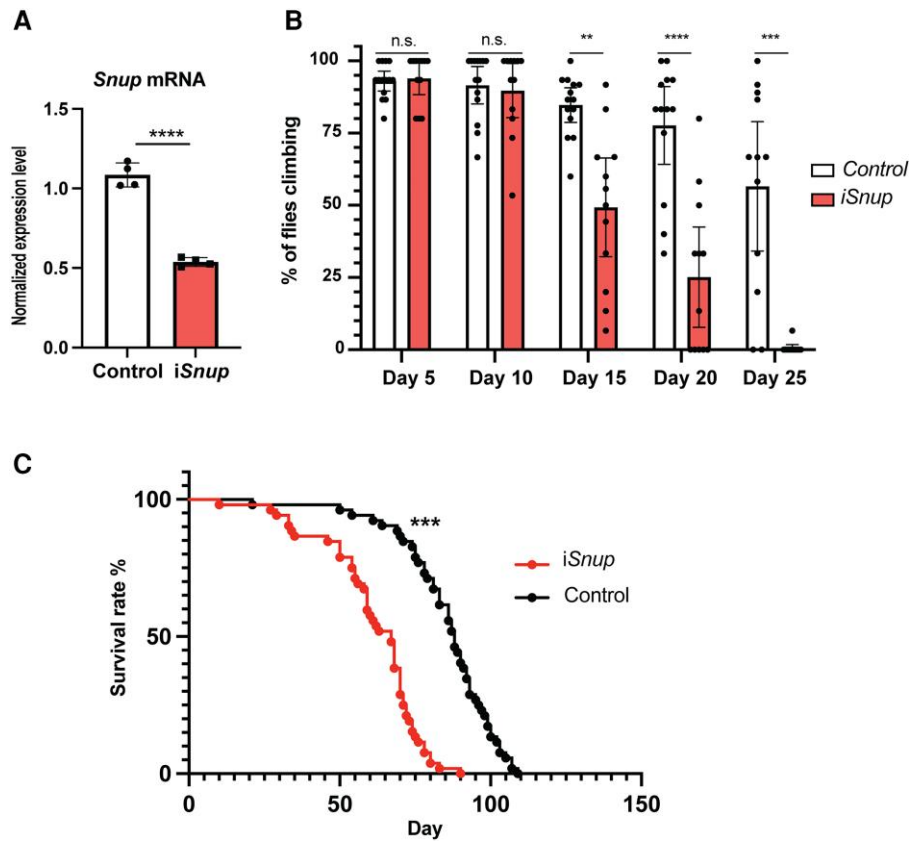 A
Snup mRNA
****
Normalized expression level
1.5
1.0
0.5
0.0
Control iSnup
B
n.s.
n.s.
**
****
***
% of flies climbing
100
75
50
25
0
Day 5
Day 10
Day 15
Day 20
Day 25
Control
iSnup
C
Survival rate %
100
50
0
***
iSnup
Control
0
50
100
150
Day